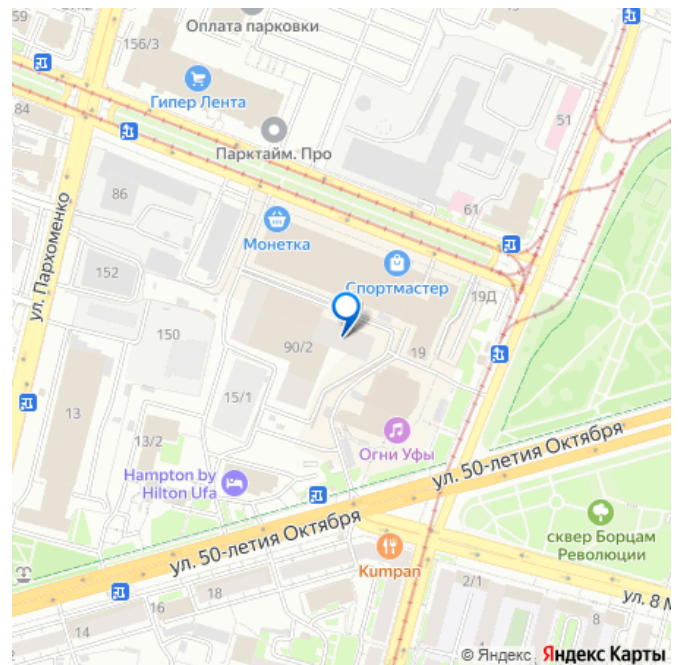 59
92/2
Оплата парковки
156/3
Гипер Лента
84
Парктайм. Про
51
86
61
ул. Пархоменко
Монетка
152
Спортмастер
19Д
150
90/2
19
15/1
13
13/2
Огни Уфы
ул. 50-летия Октября
Hampton by
Hilton Ufa
ул. 50-летия Октября
сквер Борцам
Революции
Kumpan
2/1
ул. 8 М
18
16
8
14
© Яндекс Яндекс Карты